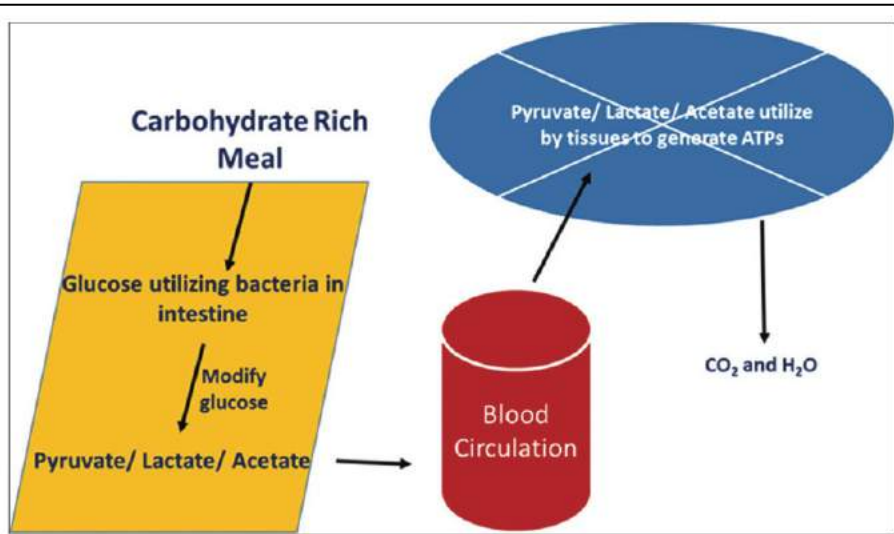 Carbohydrate Rich
Meal
Glucose utilizing bacteria in
intestine
Modify
glucose
Pyruvate/ Lactate/ Acetate
Blood
Circulation
Pyruvate/ Lactate/ Acetate utilize
by tissues to generate ATPs
CO₂ and H₂O